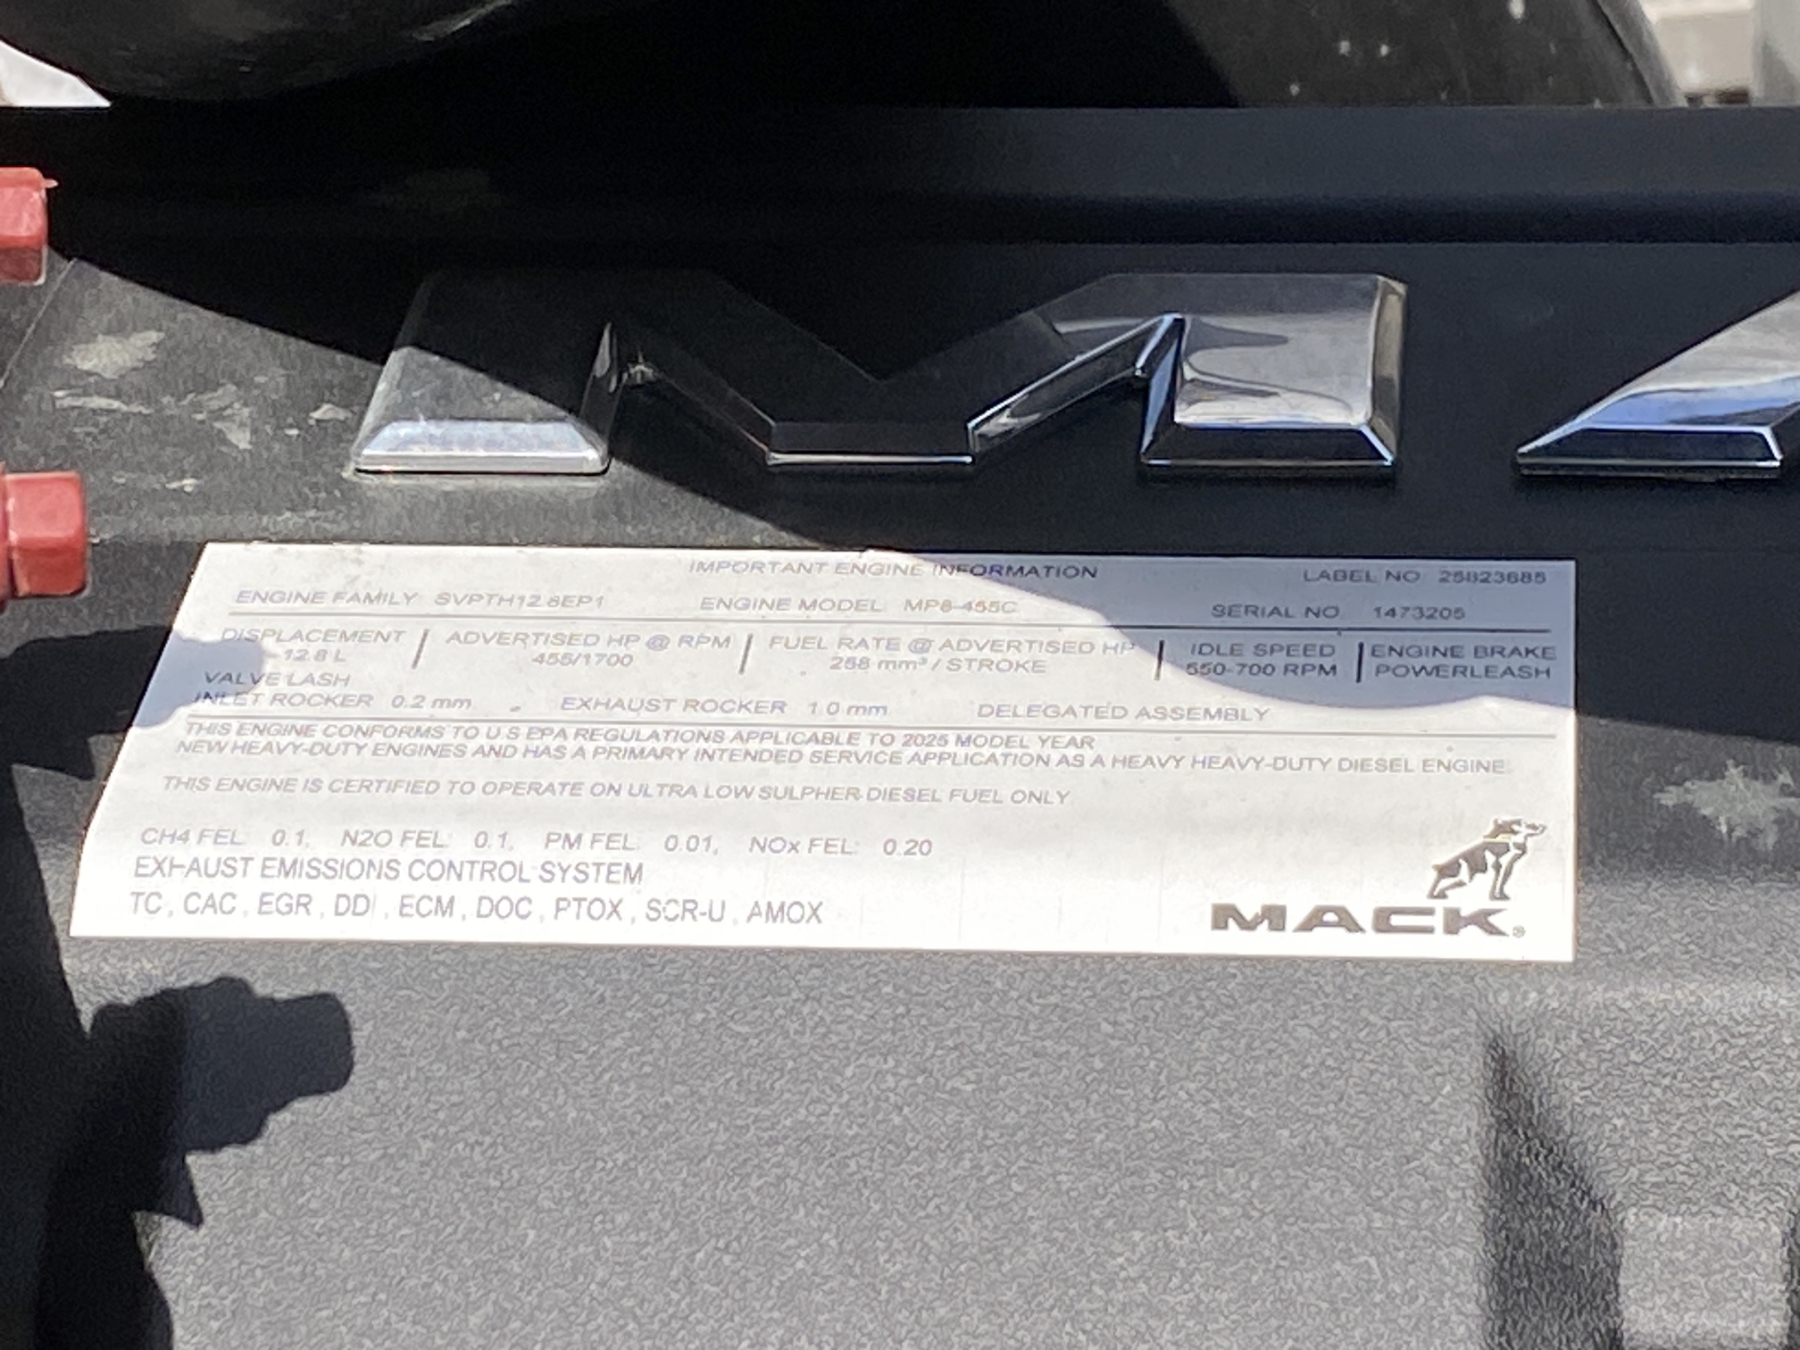 IMPORTANT ENGINE INFORMATION LABEL NO 25823685
ENGINE FAMILY SVPTH12.8EP1 ENGINE MODEL MP8-455C SERIAL NO. 1473205
DISPLACEMENT | ADVERTISED HP @ RPM | FUEL RATE @ ADVERTISED HP | IDLE SPEED | ENGINE BRAKE
12.8 L 455/1700 258 mm³ / STROKE 550-700 RPM POWERLEASH
VALVE LASH
INLET ROCKER 0.2 mm EXHAUST ROCKER 1.0 mm DELEGATED ASSEMBLY
THIS ENGINE CONFORMS TO U.S EPA REGULATIONS APPLICABLE TO 2025 MODEL YEAR
NEW HEAVY-DUTY ENGINES AND HAS A PRIMARY INTENDED SERVICE APPLICATION AS A HEAVY HEAVY-DUTY DIESEL ENGINE.
THIS ENGINE IS CERTIFIED TO OPERATE ON ULTRA LOW SULPHER DIESEL FUEL ONLY
CH4 FEL: 0.1, N2O FEL: 0.1, PM FEL: 0.01, NOx FEL: 0.20
EXHAUST EMISSIONS CONTROL SYSTEM
TC, CAC, EGR, DDI, ECM, DOC, PTOX, SCR-U, AMOX
MACK®